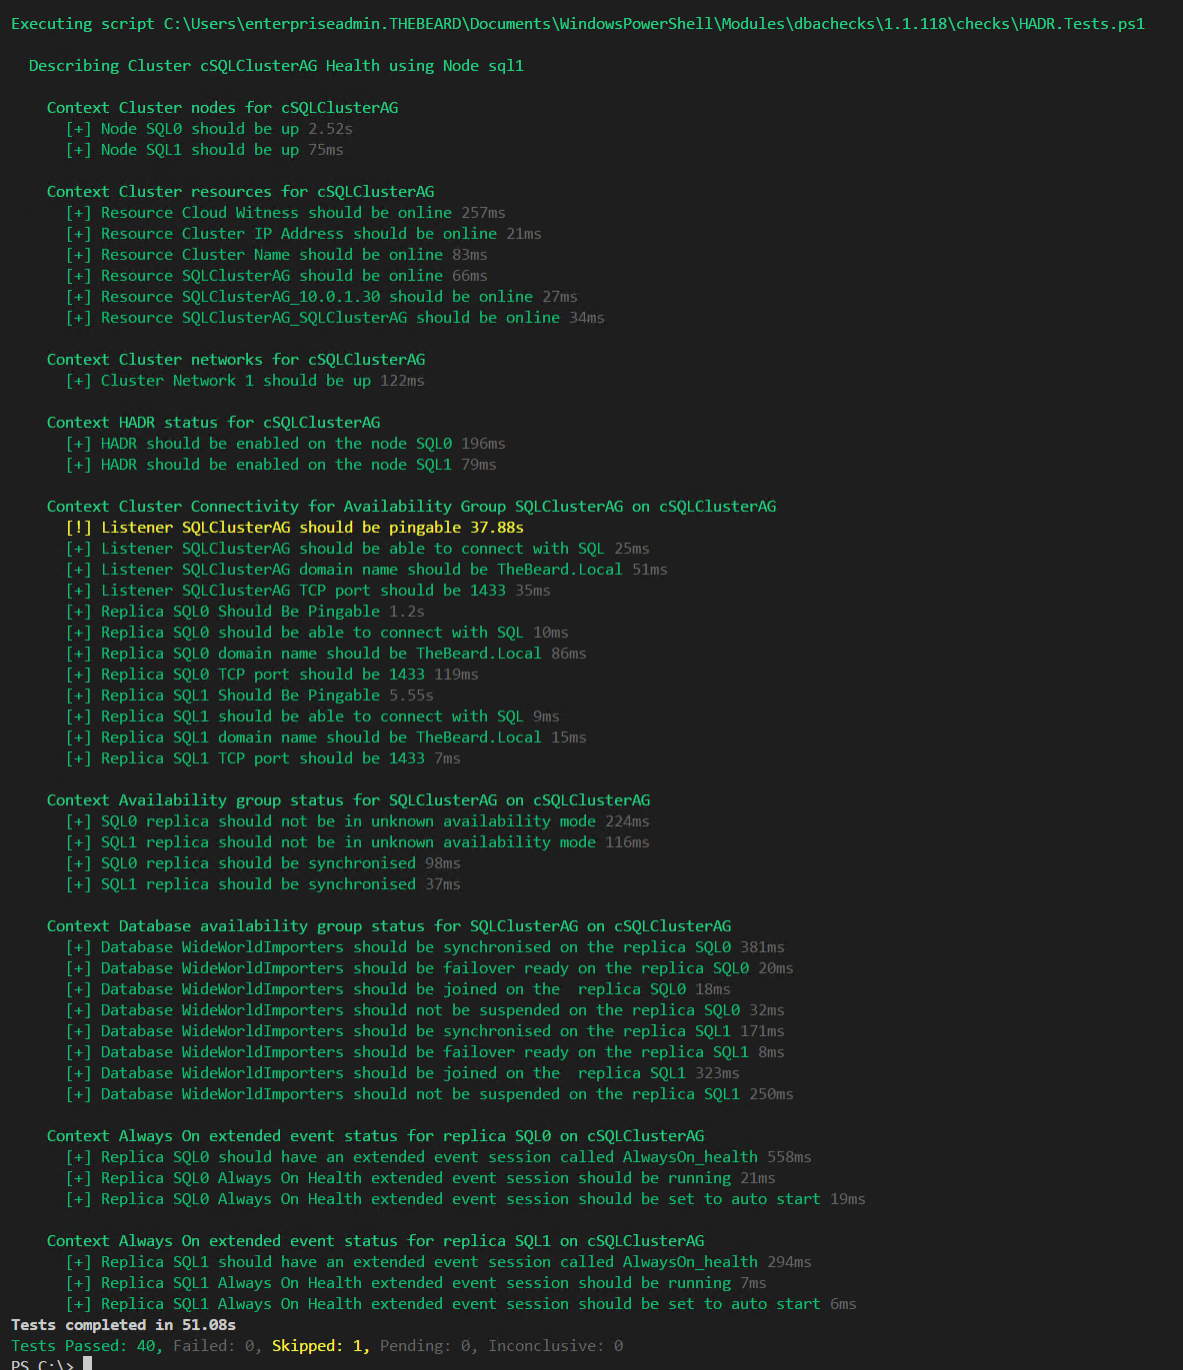 Executing script C:\Users\enterpriseadmin.THEBEARD\Documents\WindowsPowerShell\Modules\dbachecks\1.1.118\checks\HADR.Tests.ps1
Describing Cluster cSQLClusterAG Health using Node sql1
Context Cluster nodes for cSQLClusterAG
[+] Node SQL0 should be up 2.52s
[+] Node SQL1 should be up 75ms
Context Cluster resources for cSQLClusterAG
[+] Resource Cloud Witness should be online 257ms
[+] Resource Cluster IP Address should be online 21ms
[+] Resource Cluster Name should be online 83ms
[+] Resource SQLClusterAG should be online 66ms
[+] Resource SQLClusterAG_10.0.1.30 should be online 27ms
[+] Resource SQLClusterAG_SQLClusterAG should be online 34ms
Context Cluster networks for cSQLClusterAG
[+] Cluster Network 1 should be up 122ms
Context HADR status for cSQLClusterAG
[+] HADR should be enabled on the node SQL0 196ms
[+] HADR should be enabled on the node SQL1 79ms
Context Cluster Connectivity for Availability Group SQLClusterAG on cSQLClusterAG
[!] Listener SQLClusterAG should be pingable 37.88s
[+] Listener SQLClusterAG should be able to connect with SQL 25ms
[+] Listener SQLClusterAG domain name should be TheBeard.Local 51ms
[+] Listener SQLClusterAG TCP port should be 1433 35ms
[+] Replica SQL0 Should Be Pingable 1.2s
[+] Replica SQL0 should be able to connect with SQL 10ms
[+] Replica SQL0 domain name should be TheBeard.Local 86ms
[+] Replica SQL0 TCP port should be 1433 119ms
[+] Replica SQL1 Should Be Pingable 5.55s
[+] Replica SQL1 should be able to connect with SQL 9ms
[+] Replica SQL1 domain name should be TheBeard.Local 15ms
[+] Replica SQL1 TCP port should be 1433 7ms
Context Availability group status for SQLClusterAG on cSQLClusterAG
[+] SQL0 replica should not be in unknown availability mode 224ms
[+] SQL1 replica should not be in unknown availability mode 116ms
[+] SQL0 replica should be synchronised 98ms
[+] SQL1 replica should be synchronised 37ms
Context Database availability group status for SQLClusterAG on cSQLClusterAG
[+] Database WideWorldImporters should be synchronised on the replica SQL0 381ms
[+] Database WideWorldImporters should be failover ready on the replica SQL0 20ms
[+] Database WideWorldImporters should be joined on the  replica SQL0 18ms
[+] Database WideWorldImporters should not be suspended on the replica SQL0 32ms
[+] Database WideWorldImporters should be synchronised on the replica SQL1 171ms
[+] Database WideWorldImporters should be failover ready on the replica SQL1 8ms
[+] Database WideWorldImporters should be joined on the  replica SQL1 323ms
[+] Database WideWorldImporters should not be suspended on the replica SQL1 250ms
Context Always On extended event status for replica SQL0 on cSQLClusterAG
[+] Replica SQL0 should have an extended event session called AlwaysOn_health 558ms
[+] Replica SQL0 Always On Health extended event session should be running 21ms
[+] Replica SQL0 Always On Health extended event session should be set to auto start 19ms
Context Always On extended event status for replica SQL1 on cSQLClusterAG
[+] Replica SQL1 should have an extended event session called AlwaysOn_health 294ms
[+] Replica SQL1 Always On Health extended event session should be running 7ms
[+] Replica SQL1 Always On Health extended event session should be set to auto start 6ms
Tests completed in 51.08s
Tests Passed: 40, Failed: 0, Skipped: 1, Pending: 0, Inconclusive: 0
PS C:\>